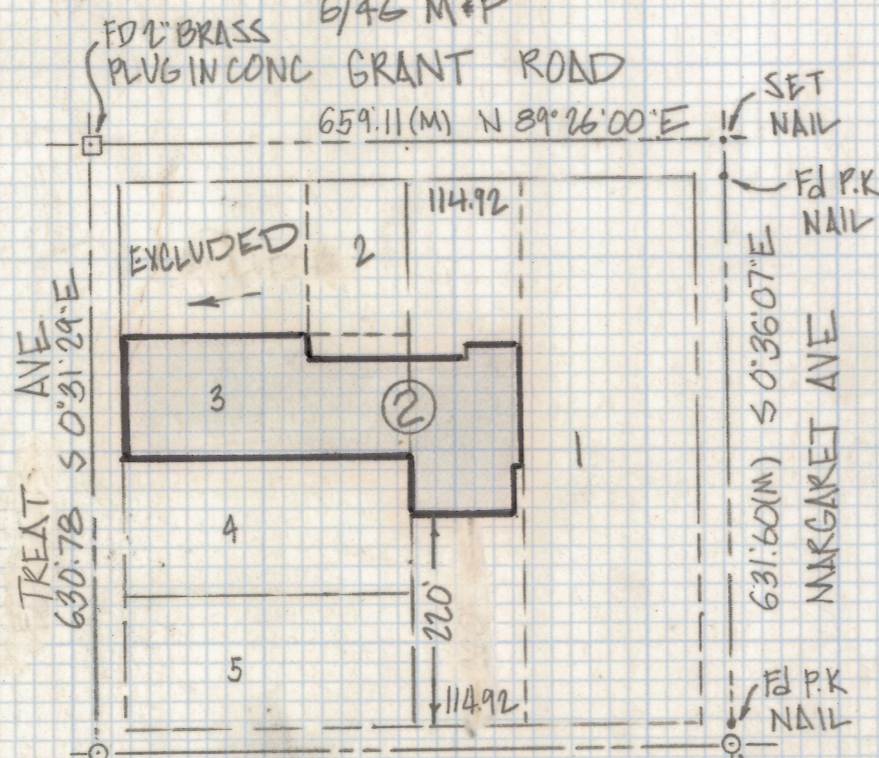 6/46 M&P
FD 2" BRASS
PLUG IN CONC
GRANT ROAD
659.11(M) N 89°26'00"E
SET
NAIL
Fd P.K
NAIL
114.92
EXCLUDED
2
TREAT AVE
630.78 S 0°31'29"E
3
2
1
4
5
220'
114.92
631.60(M) S 0°36'07"E
MARGARET AVE
Fd P.K
NAIL